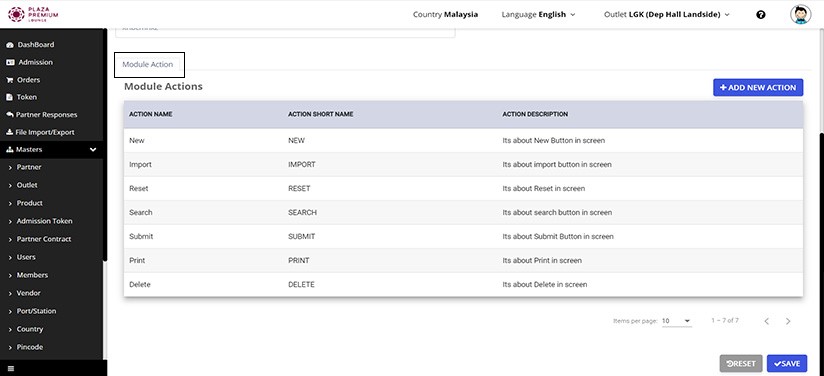 PLAZA
PREMIUM
LOUNGE
Country Malaysia
Language English
Outlet LGK (Dep Hall Landside)
DashBoard
Admission
Orders
Token
Partner Responses
File Import/Export
Masters
Partner
Outlet
Product
Admission Token
Partner Contract
Users
Members
Vendor
Port/Station
Country
Pincode
Module Action
Module Actions
ADD NEW ACTION
ACTION NAME ACTION SHORT NAME ACTION DESCRIPTION
New NEW Its about New Button in screen
Import IMPORT Its about import button in screen
Reset RESET Its about Reset in screen
Search SEARCH Its about search button in screen
Submit SUBMIT Its about Submit Button in screen
Print PRINT Its about Print in screen
Delete DELETE Its about Delete in screen
Items per page: 10 1 – 7 of 7
RESET SAVE